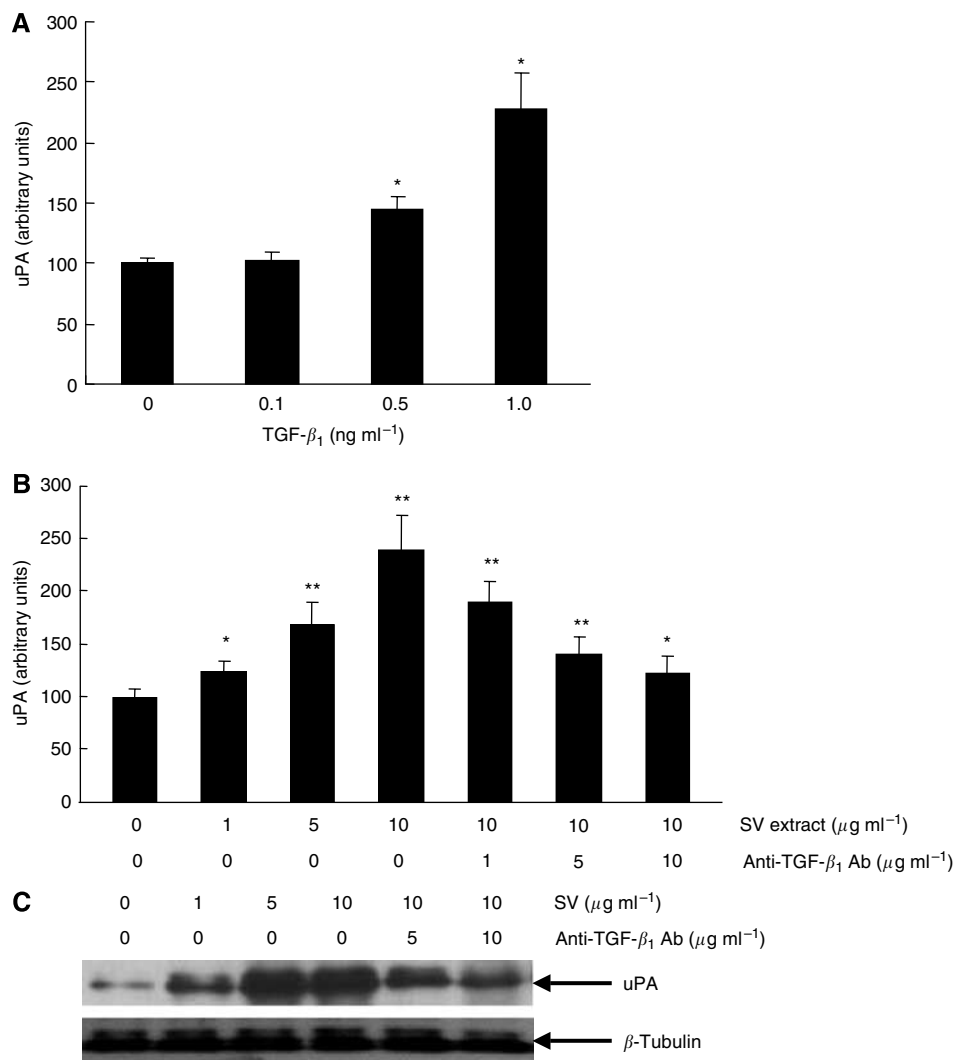 A
300
250
200
150
100
50
0
uPA (arbitrary units)
*
*
0 0.1 0.5 1.0
TGF-β₁ (ng ml⁻¹)
B
300
250
200
150
100
50
0
uPA (arbitrary units)
*
**
**
**
**
*
0 1 5 10 10 10 10 SV extract (μg ml⁻¹)
0 0 0 0 1 5 10 Anti-TGF-β₁ Ab (μg ml⁻¹)
C
0 1 5 10 10 10 SV (μg ml⁻¹)
0 0 0 0 5 10 Anti-TGF-β₁ Ab (μg ml⁻¹)
uPA
β-Tubulin